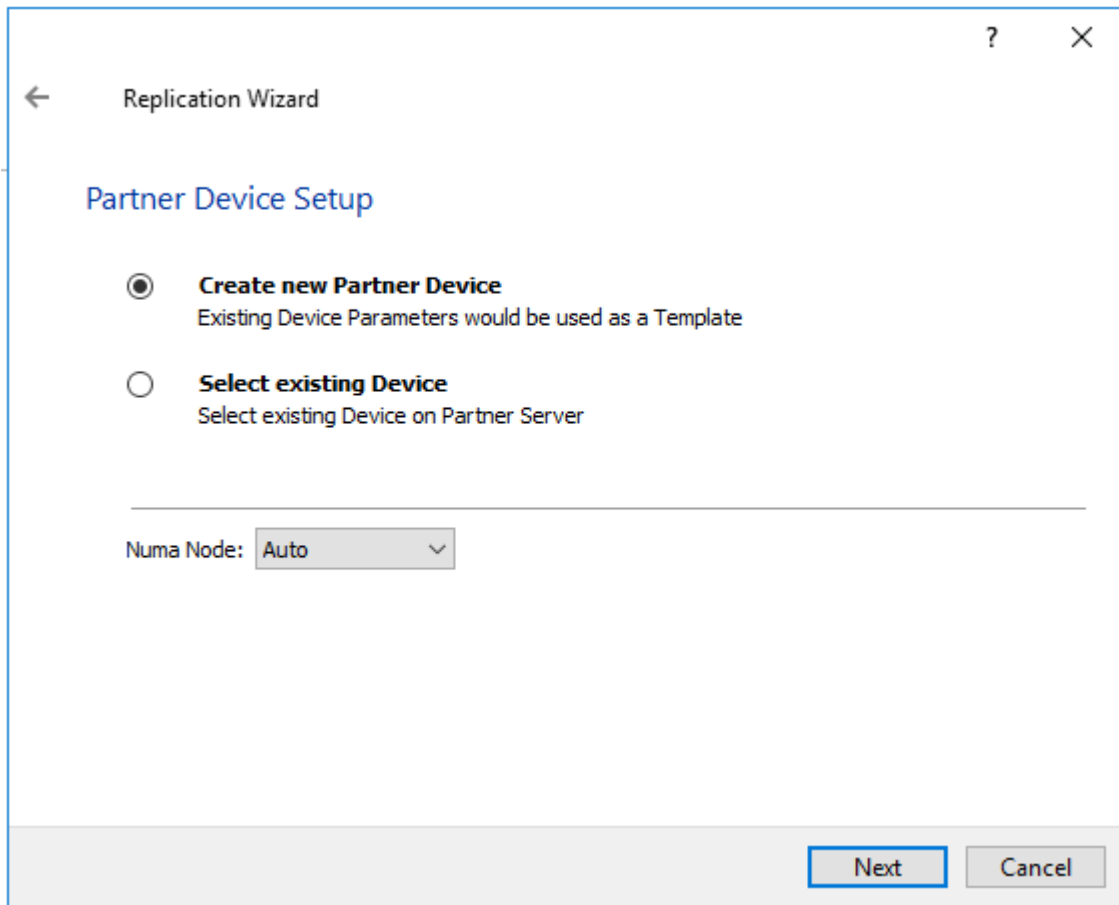 ?
Replication Wizard
Partner Device Setup
Create new Partner Device
Existing Device Parameters would be used as a Template
Select existing Device
Select existing Device on Partner Server
Numa Node: Auto
Next Cancel